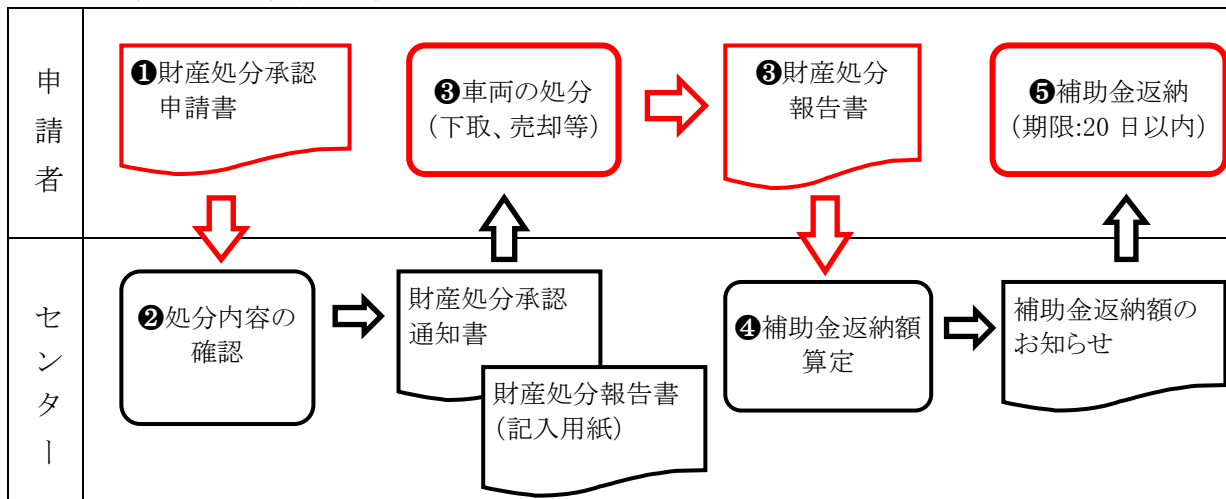 申請者
❶財産処分承認
申請書
❸車両の処分
(下取、売却等)
❸財産処分
報告書
❺補助金返納
(期限:20日以内)
センター
❷処分内容の
確認
財産処分承認
通知書
財産処分報告書
(記入用紙)
❹補助金返納額
算定
補助金返納額の
お知らせ